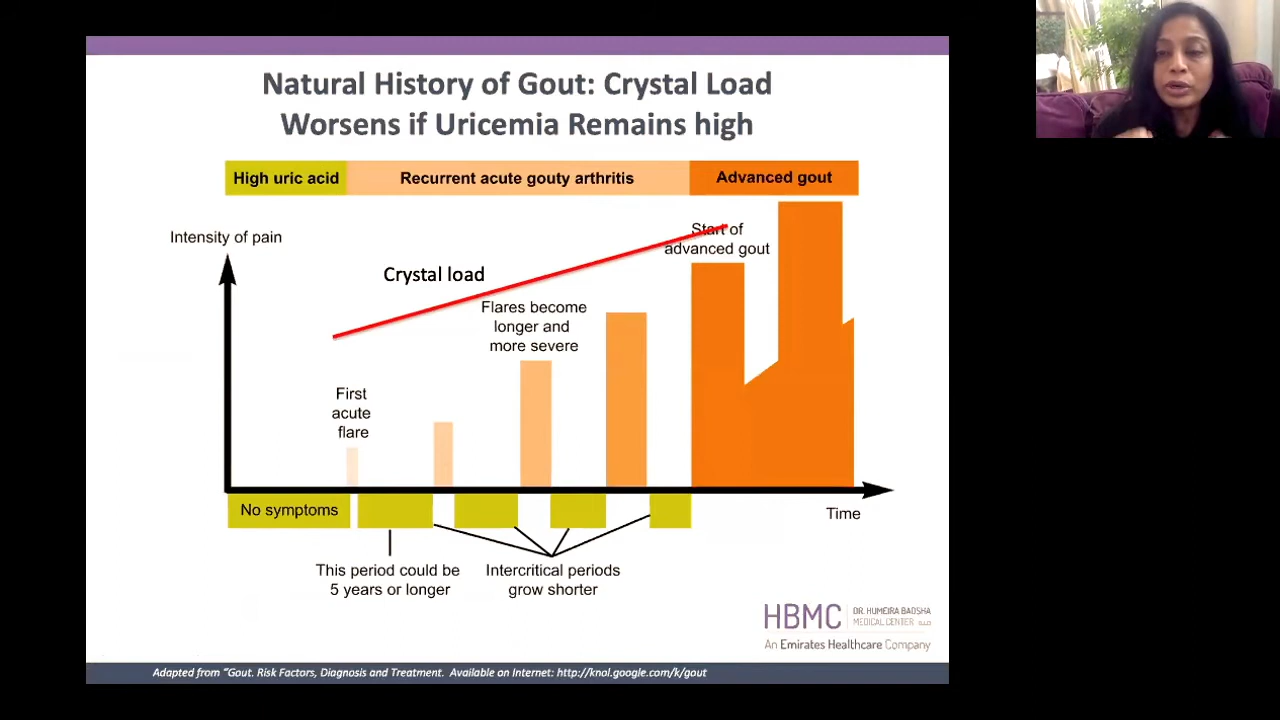 Natural History of Gout: Crystal Load
Worsens if Uricemia Remains high
High uric acid
Recurrent acute gouty arthritis
Advanced gout
Intensity of pain
Start of
advanced gout
Crystal load
Flares become
longer and
more severe
First
acute
flare
No symptoms
Time
This period could be
5 years or longer
Intercritical periods
grow shorter
HBMC
DR. HUMEIRA BADSHA
MEDICAL CENTER
An Emirates Healthcare Company
Adapted from "Gout. Risk Factors, Diagnosis and Treatment. Available on Internet: http://knol.google.com/k/gout